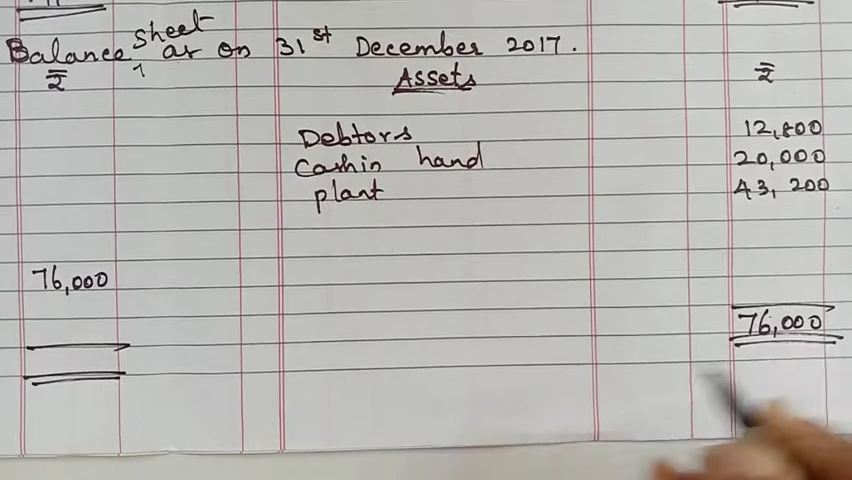 Balance Sheet as on 31st December 2017.
₹ Assets ₹
Debtors 12,800
Cash in hand 20,000
plant 43,200
76,000
76,000